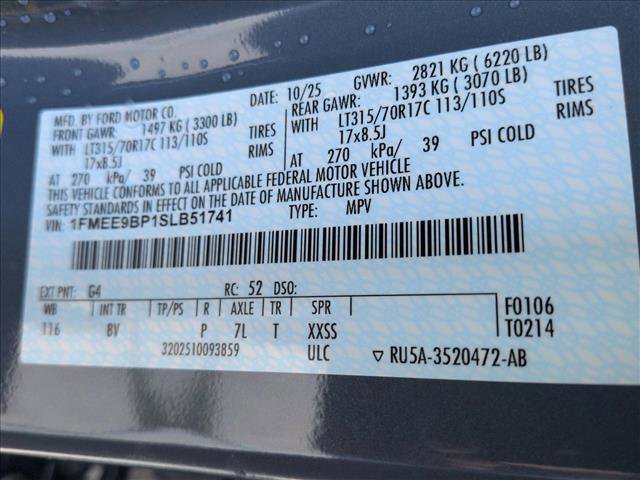 MFD. BY FORD MOTOR CO.
DATE: 10/25 GVWR: 2821 KG ( 6220 LB)
FRONT GAWR: 1497 KG ( 3300 LB)
REAR GAWR: 1393 KG ( 3070 LB)
WITH LT315/70R17C 113/110S TIRES
WITH LT315/70R17C 113/110S TIRES
17x8.5J RIMS
17x8.5J RIMS
AT 270 kPa/ 39 PSI COLD
AT 270 kPa/ 39 PSI COLD
THIS VEHICLE CONFORMS TO ALL APPLICABLE FEDERAL MOTOR VEHICLE
SAFETY STANDARDS IN EFFECT ON THE DATE OF MANUFACTURE SHOWN ABOVE.
VIN: 1FMEE9BP1SLB51741 TYPE: MPV
EXT PNT: G4 RC: 52 DSO:
WB INT TR TP/PS R AXLE TR SPR F0106
116 8V P 7L T XXSS T0214
3202510093859 ULC ▽ RU5A-3520472-AB